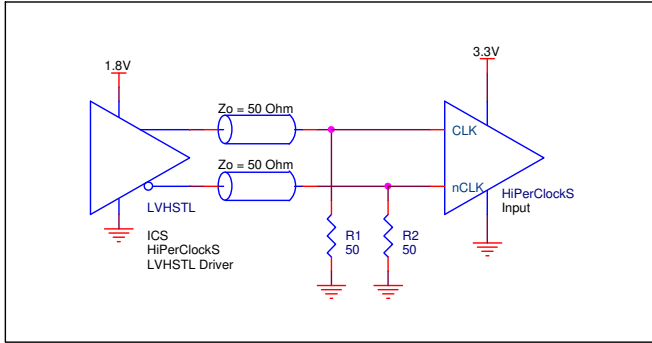 1.8V
3.3V
Zo = 50 Ohm
CLK
Zo = 50 Ohm
nCLK
LVHSTL
HiPerClockS
Input
ICS
HiPerClockS
LVHSTL Driver
R1
50
R2
50